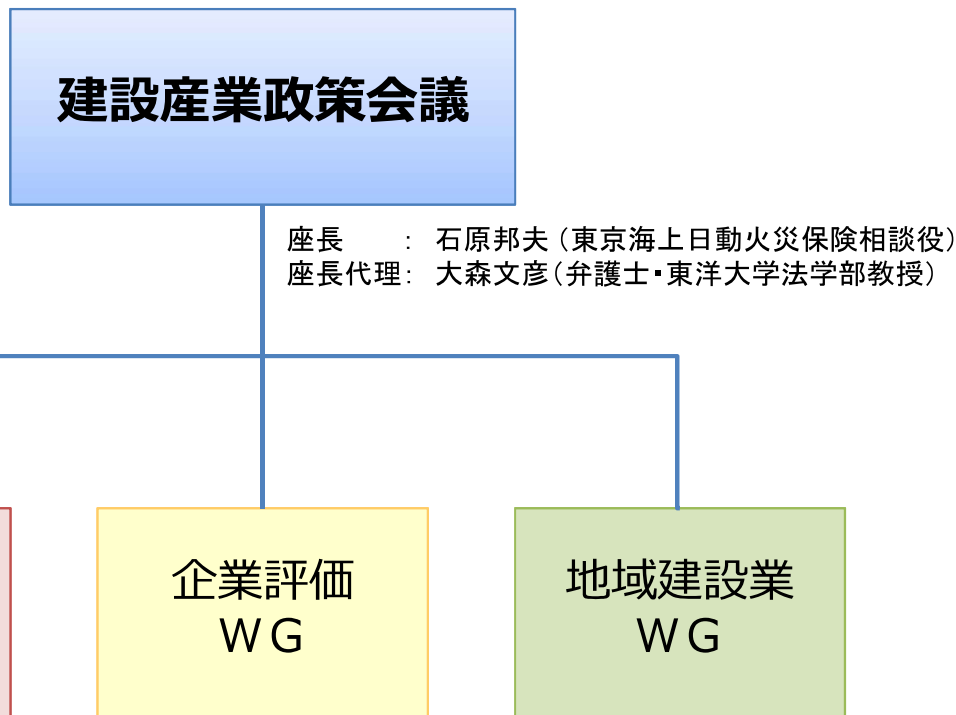 建設産業政策会議
座長　　： 石原邦夫（東京海上日動火災保険相談役）
座長代理： 大森文彦（弁護士・東洋大学法学部教授）
企業評価
ＷＧ
地域建設業
ＷＧ